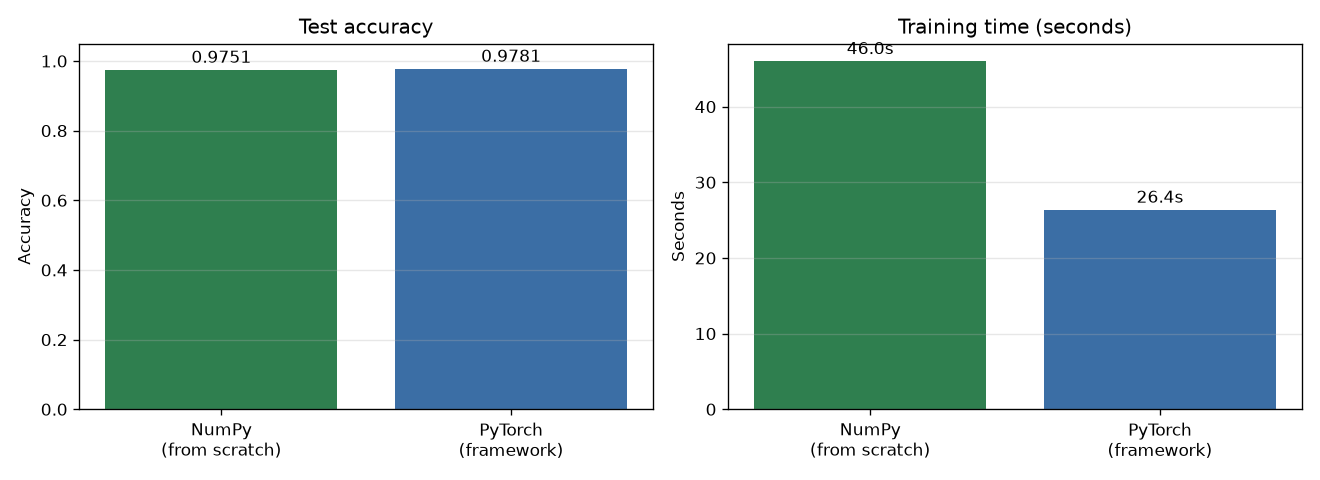 Test accuracy
Accuracy
1.0
0.8
0.6
0.4
0.2
0.0
0.9751
0.9781
NumPy
(from scratch)
PyTorch
(framework)
Training time (seconds)
Seconds
40
30
20
10
0
46.0s
26.4s
NumPy
(from scratch)
PyTorch
(framework)